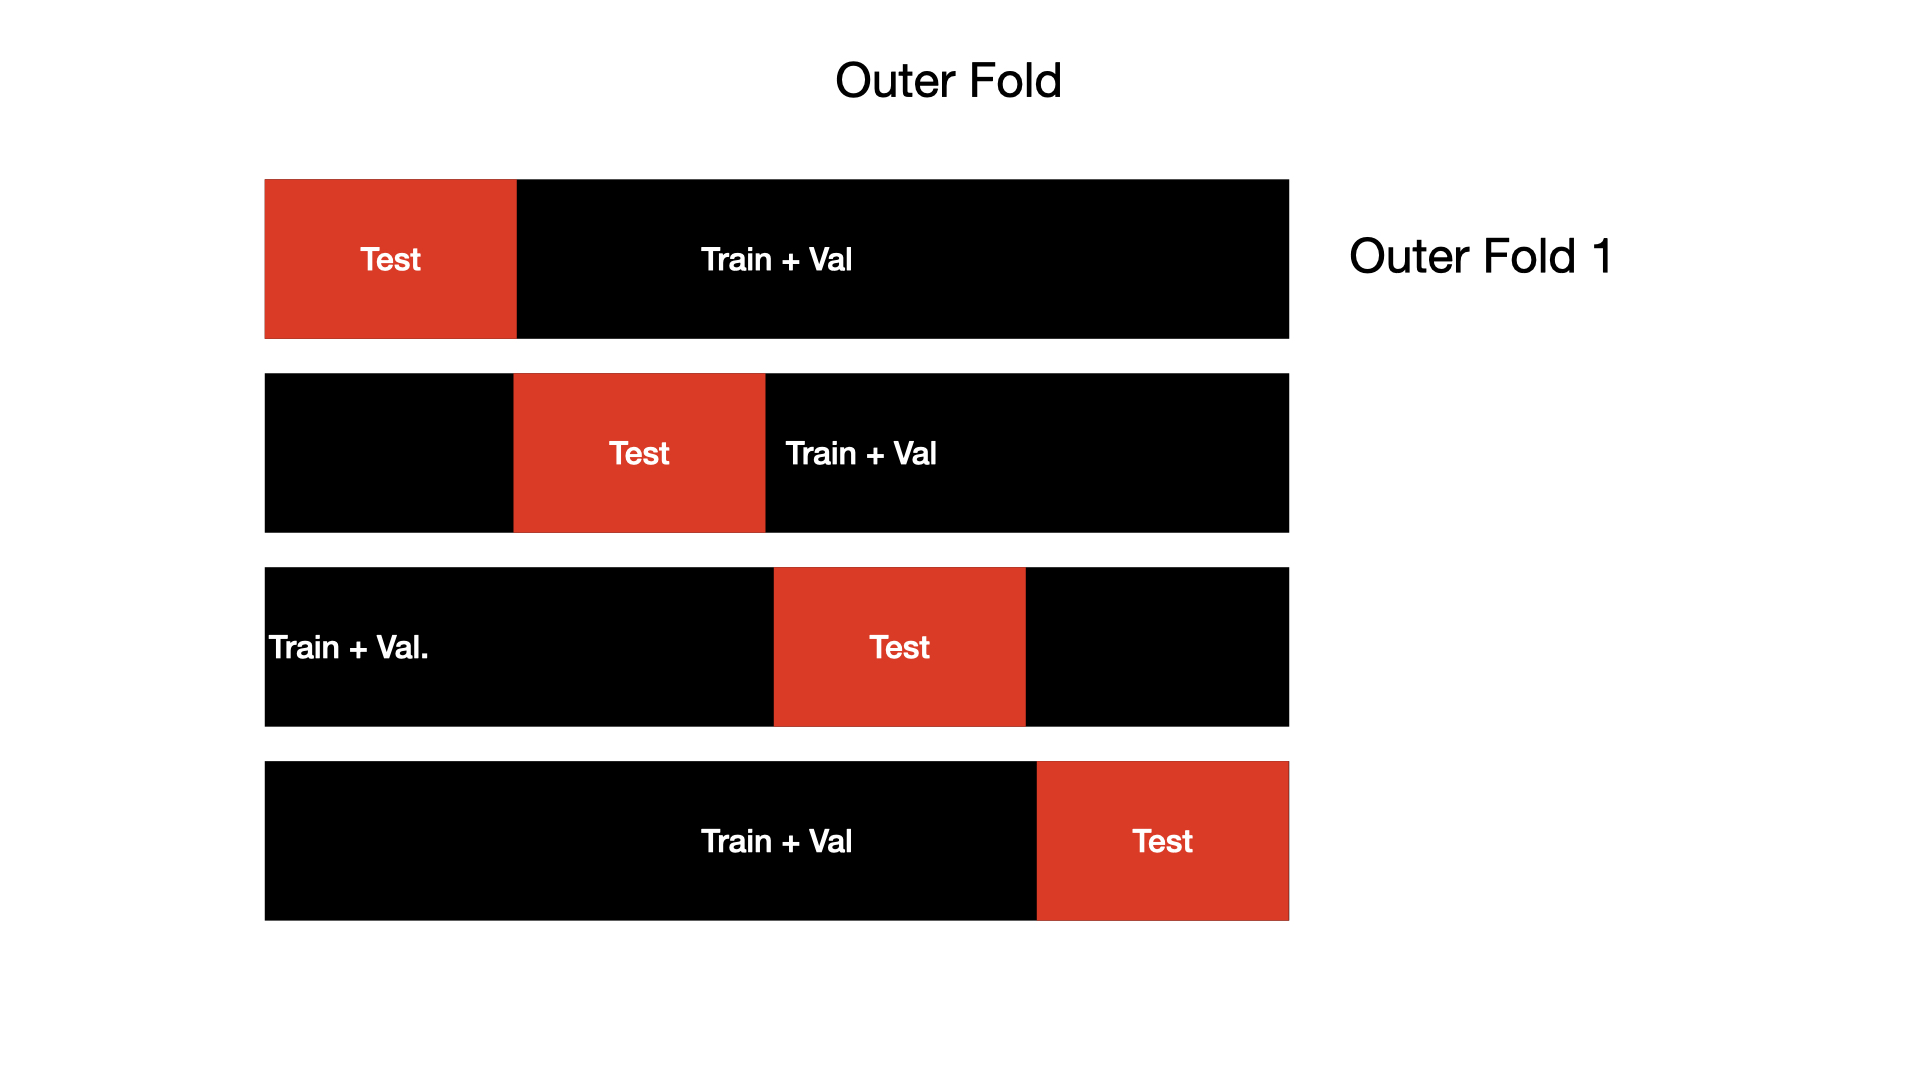 Outer Fold
Test
Train + Val
Outer Fold 1
Test
Train + Val
Train + Val.
Test
Train + Val
Test